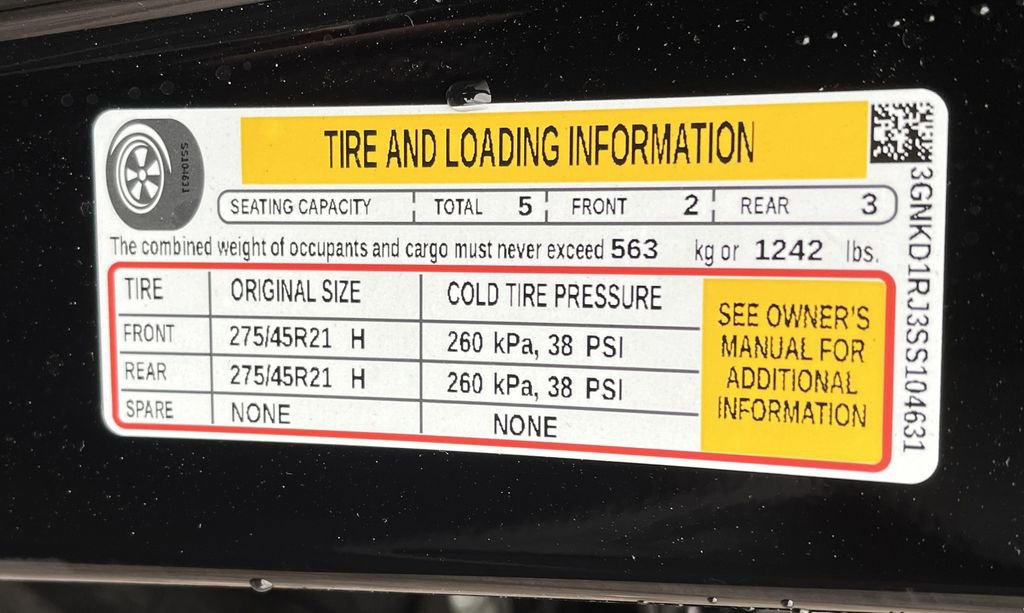 TIRE AND LOADING INFORMATION
SS104631
SEATING CAPACITY TOTAL 5 FRONT 2 REAR 3
The combined weight of occupants and cargo must never exceed 563 kg or 1242 lbs.
TIRE ORIGINAL SIZE COLD TIRE PRESSURE
FRONT 275/45R21 H 260 kPa, 38 PSI
REAR 275/45R21 H 260 kPa, 38 PSI
SPARE NONE NONE
SEE OWNER'S
MANUAL FOR
ADDITIONAL
INFORMATION
3GNKD1RJ3SS104631